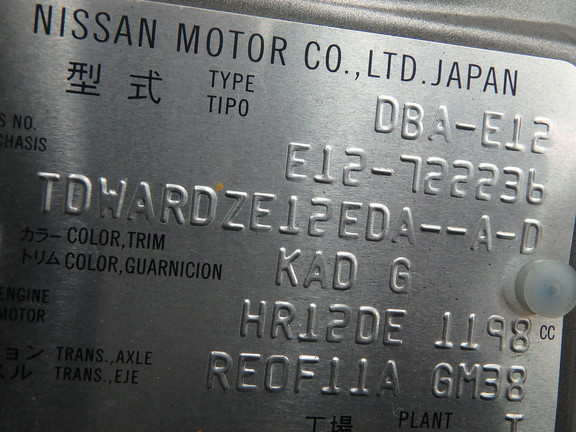 NISSAN MOTOR CO.,LTD.JAPAN
型式 TYPE DBA-E12
TIPO
S NO. E12-722236
HASIS
TDWARDZE12EDA--A-D
カラー COLOR,TRIM KAD G
トリム COLOR,GUARNICION
ENGINE HR12DE 1198 CC
MOTOR
ョン TRANS.,AXLE RE0F11A GM38
スル TRANS.,EJE
工場 PLANT